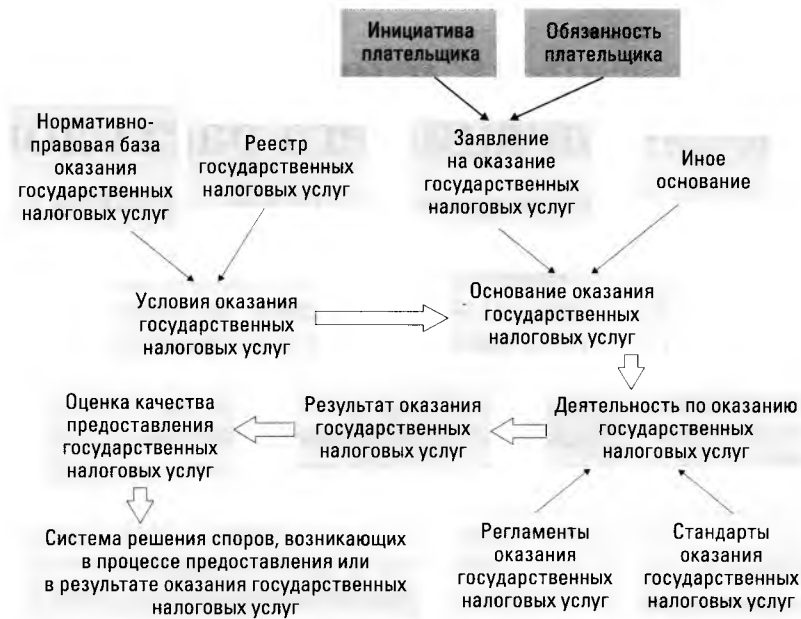 Инициатива
плательщика
Обязанность
плательщика
Нормативно-
правовая база
оказания
государственных
налоговых услуг
Реестр
государственных
налоговых услуг
Заявление
на оказание
государственных
налоговых услуг
Иное
основание
Условия оказания
государственных
налоговых услуг
Основание оказания
государственных
налоговых услуг
Оценка качества
предоставления
государственных
налоговых услуг
Результат оказания
государственных
налоговых услуг
Деятельность по оказанию
государственных
налоговых услуг
Система решения споров, возникающих
в процессе предоставления или
в результате оказания государственных
налоговых услуг
Регламенты
оказания
государственных
налоговых услуг
Стандарты
оказания
государственных
налоговых услуг